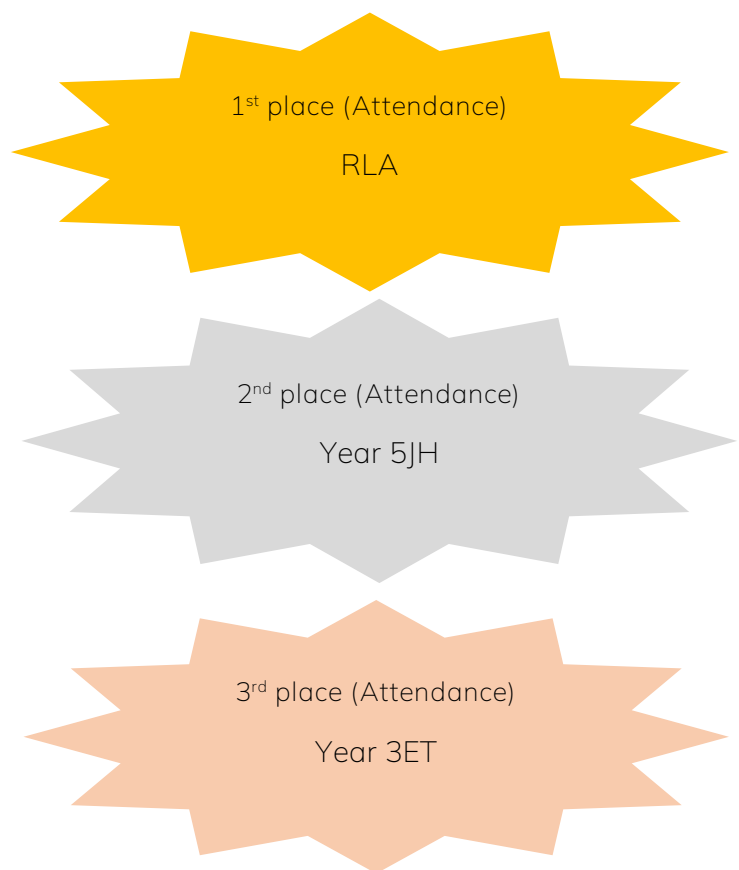 1st place (Attendance)
RLA
2nd place (Attendance)
Year 5JH
3rd place (Attendance)
Year 3ET